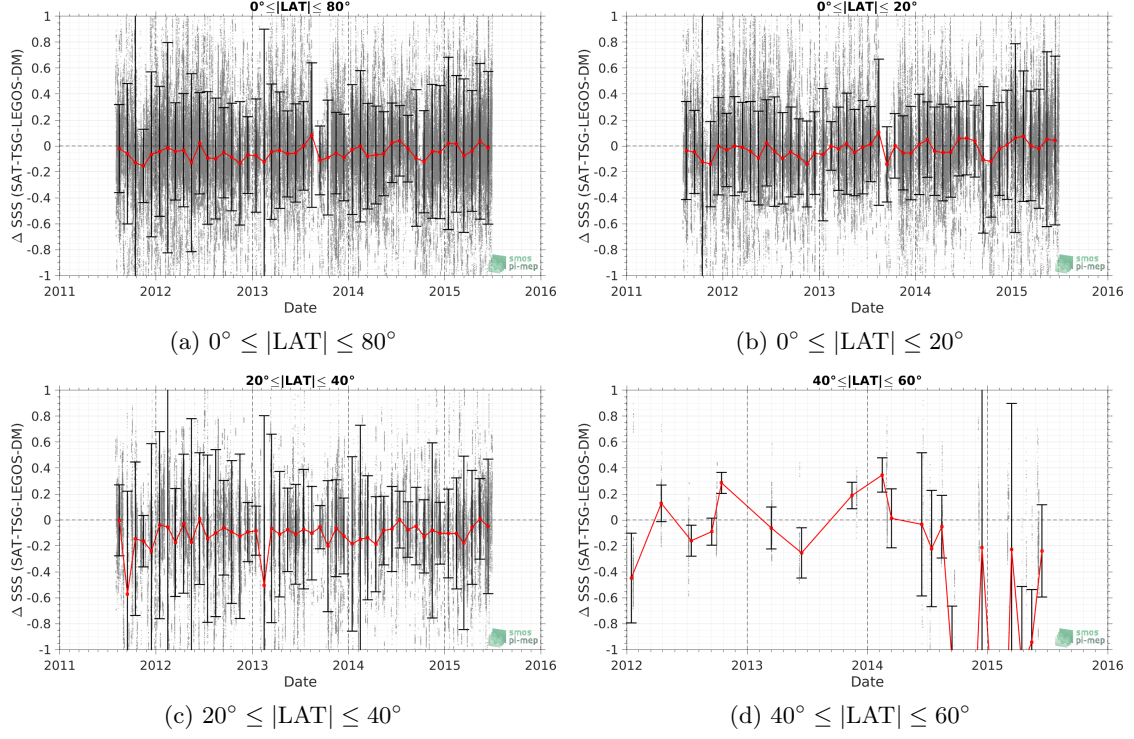 0°≤|LAT|≤ 80°
Δ SSS (SAT-TSG-LEGOS-DM)
1
0.8
0.6
0.4
0.2
0
-0.2
-0.4
-0.6
-0.8
-1
smos
pi-mep
2011
2012
2013
2014
2015
2016
Date
(a) 0° ≤ |LAT| ≤ 80°
0°≤|LAT|≤ 20°
Δ SSS (SAT-TSG-LEGOS-DM)
1
0.8
0.6
0.4
0.2
0
-0.2
-0.4
-0.6
-0.8
-1
smos
pi-mep
2011
2012
2013
2014
2015
2016
Date
(b) 0° ≤ |LAT| ≤ 20°
20°≤|LAT|≤ 40°
Δ SSS (SAT-TSG-LEGOS-DM)
1
0.8
0.6
0.4
0.2
0
-0.2
-0.4
-0.6
-0.8
-1
smos
pi-mep
2011
2012
2013
2014
2015
2016
Date
(c) 20° ≤ |LAT| ≤ 40°
40°≤|LAT|≤ 60°
Δ SSS (SAT-TSG-LEGOS-DM)
1
0.8
0.6
0.4
0.2
0
-0.2
-0.4
-0.6
-0.8
-1
smos
pi-mep
2012
2013
2014
2015
2016
Date
(d) 40° ≤ |LAT| ≤ 60°